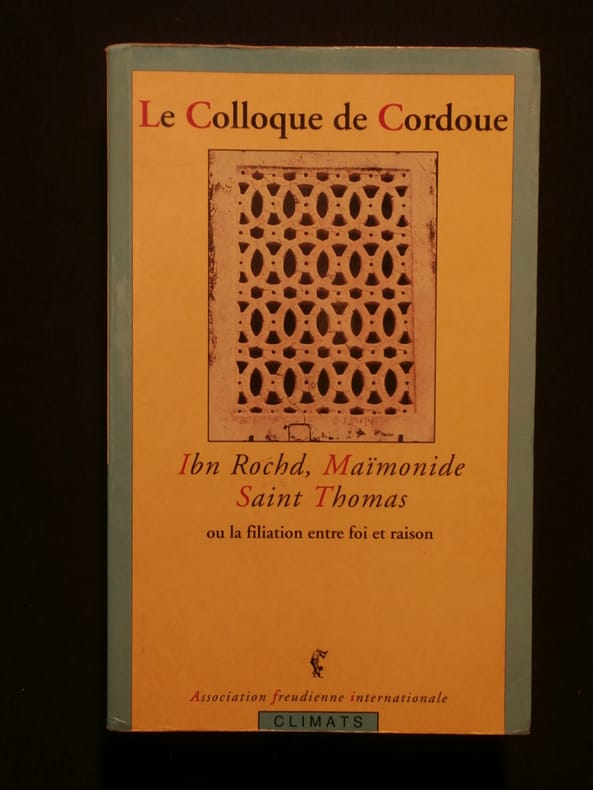 Le Colloque de Cordoue
Ibn Rochd, Maïmonide
Saint Thomas
ou la filiation entre foi et raison
Association freudienne internationale
CLIMATS